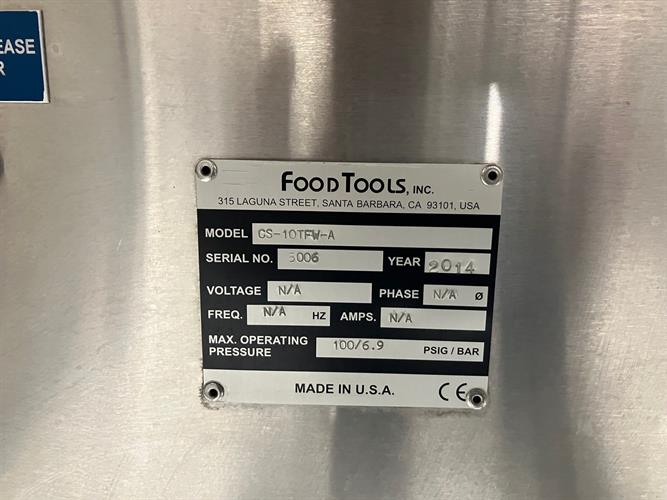 EASE
R
FOODTOOLS, INC.
315 LAGUNA STREET, SANTA BARBARA, CA 93101, USA
MODEL CS-10TFW-A
SERIAL NO. 5006 YEAR 2014
VOLTAGE N/A PHASE N/A Ø
FREQ. N/A HZ AMPS. N/A
MAX. OPERATING PRESSURE 100/6.9 PSIG / BAR
MADE IN U.S.A. CE